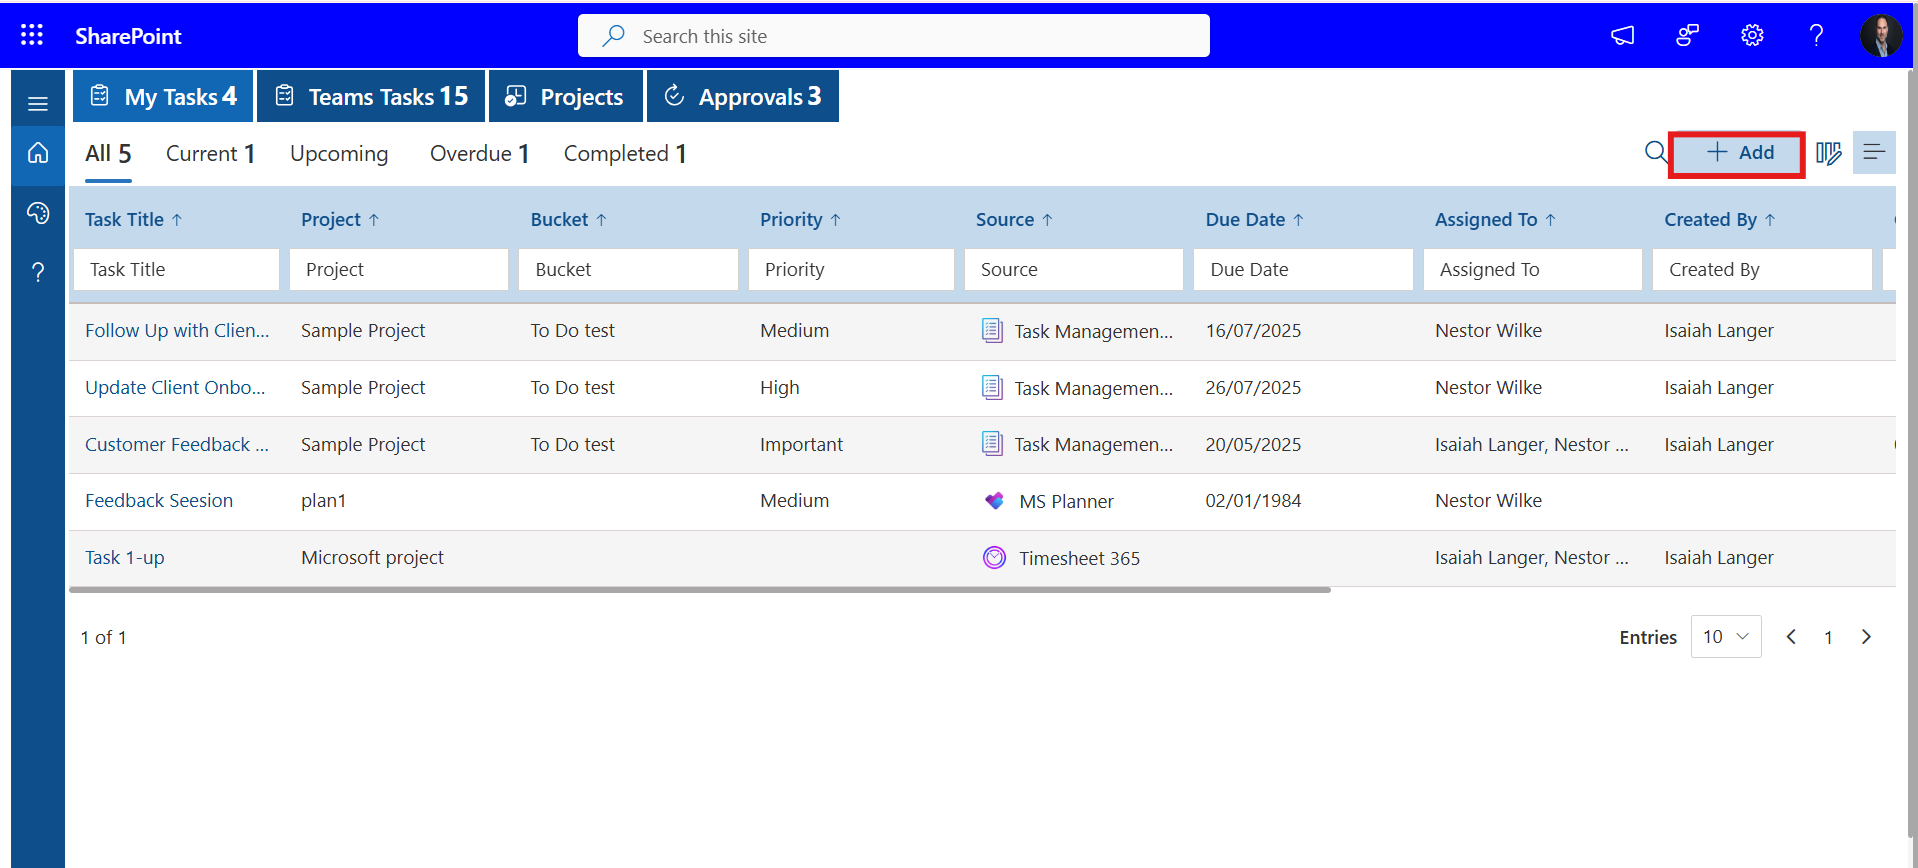 SharePoint
Search this site
My Tasks 4
Teams Tasks 15
Projects
Approvals 3
All 5
Current 1
Upcoming
Overdue 1
Completed 1
Add
Task Title ↑ Project ↑ Bucket ↑ Priority ↑ Source ↑ Due Date ↑ Assigned To ↑ Created By ↑
Task Title Project Bucket Priority Source Due Date Assigned To Created By
Follow Up with Clien... Sample Project To Do test Medium Task Managemen... 16/07/2025 Nestor Wilke Isaiah Langer
Update Client Onbo... Sample Project To Do test High Task Managemen... 26/07/2025 Nestor Wilke Isaiah Langer
Customer Feedback ... Sample Project To Do test Important Task Managemen... 20/05/2025 Isaiah Langer, Nestor ... Isaiah Langer
Feedback Seesion plan1 Medium MS Planner 02/01/1984 Nestor Wilke
Task 1-up Microsoft project Timesheet 365 Isaiah Langer, Nestor ... Isaiah Langer
1 of 1
Entries 10 1